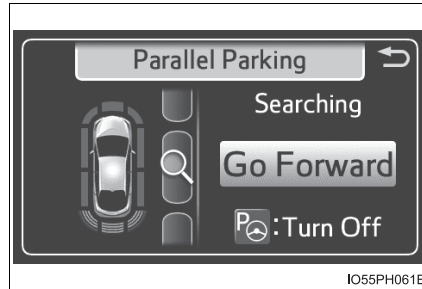 Parallel Parking
Searching
Go Forward
P :Turn Off
IO55PH061E